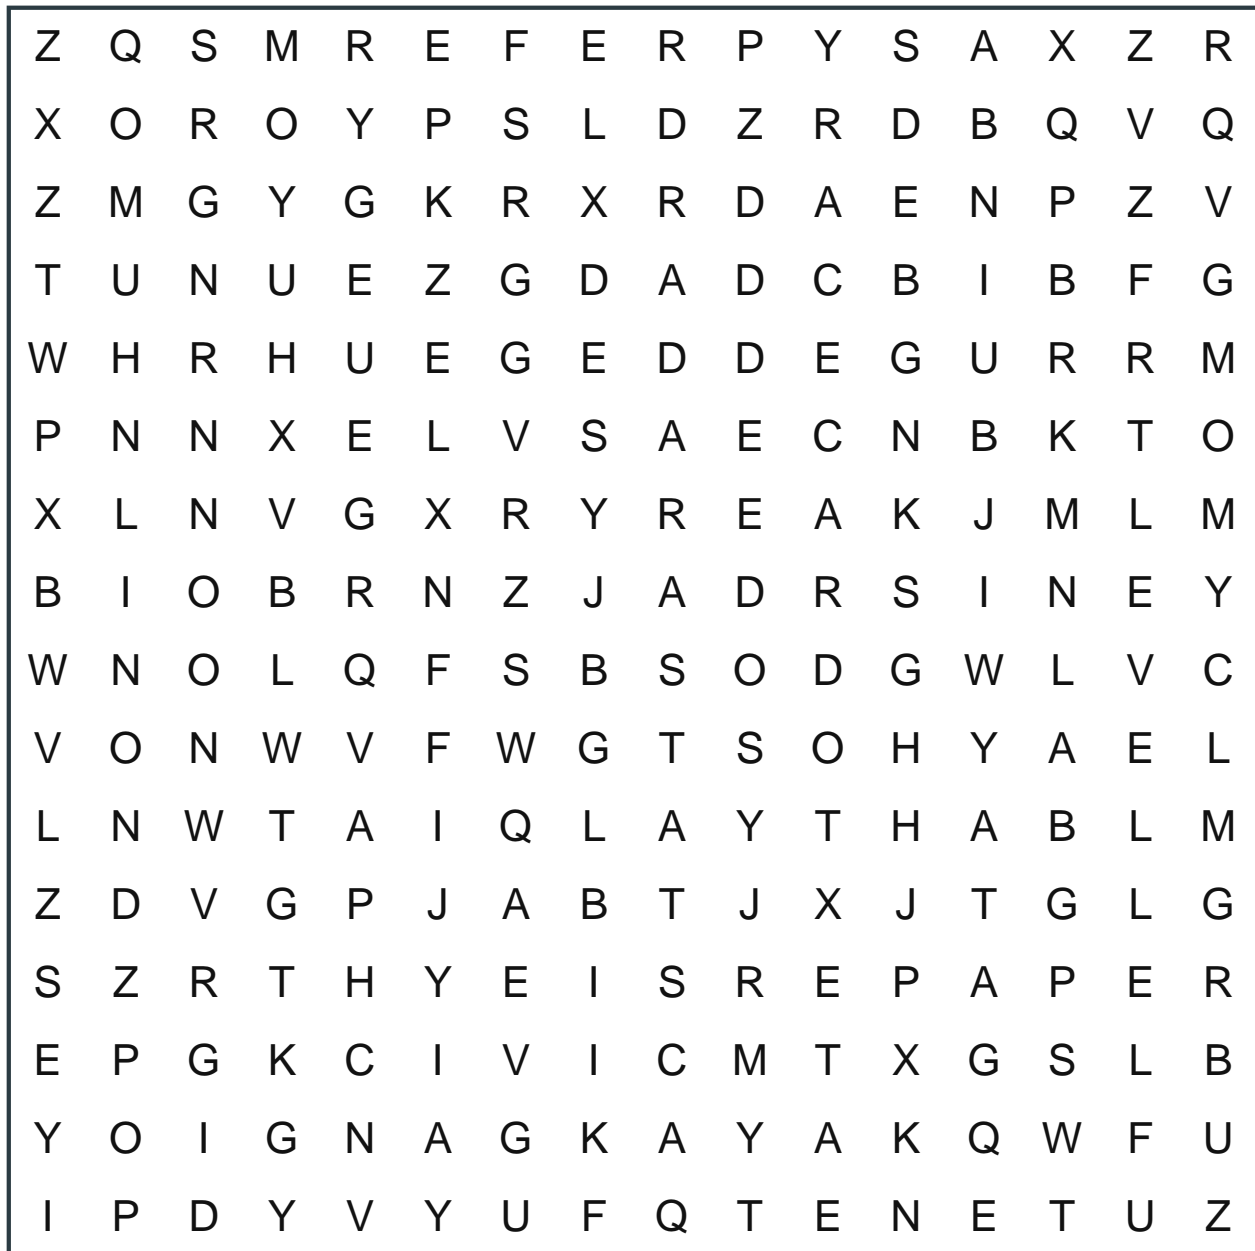 Z Q S M R E F E R P Y S A X Z R
X O R O Y P S L D Z R D B Q V Q
Z M G Y G K R X R D A E N P Z V
T U N U E Z G D A D C B I B F G
W H R H U E G E D D E G U R R M
P N N X E L V S A E C N B K T O
X L N V G X R Y R E A K J M L M
B I O B R N Z J A D R S I N E Y
W N O L Q F S B S O D G W L V C
V O N W V F W G T S O H Y A E L
L N W T A I Q L A Y T H A B L M
Z D V G P J A B T J X J T G L G
S Z R T H Y E I S R E P A P E R
E P G K C I V I C M T X G S L B
Y O I G N A G K A Y A K Q W F U
I P D Y V Y U F Q T E N E T U Z